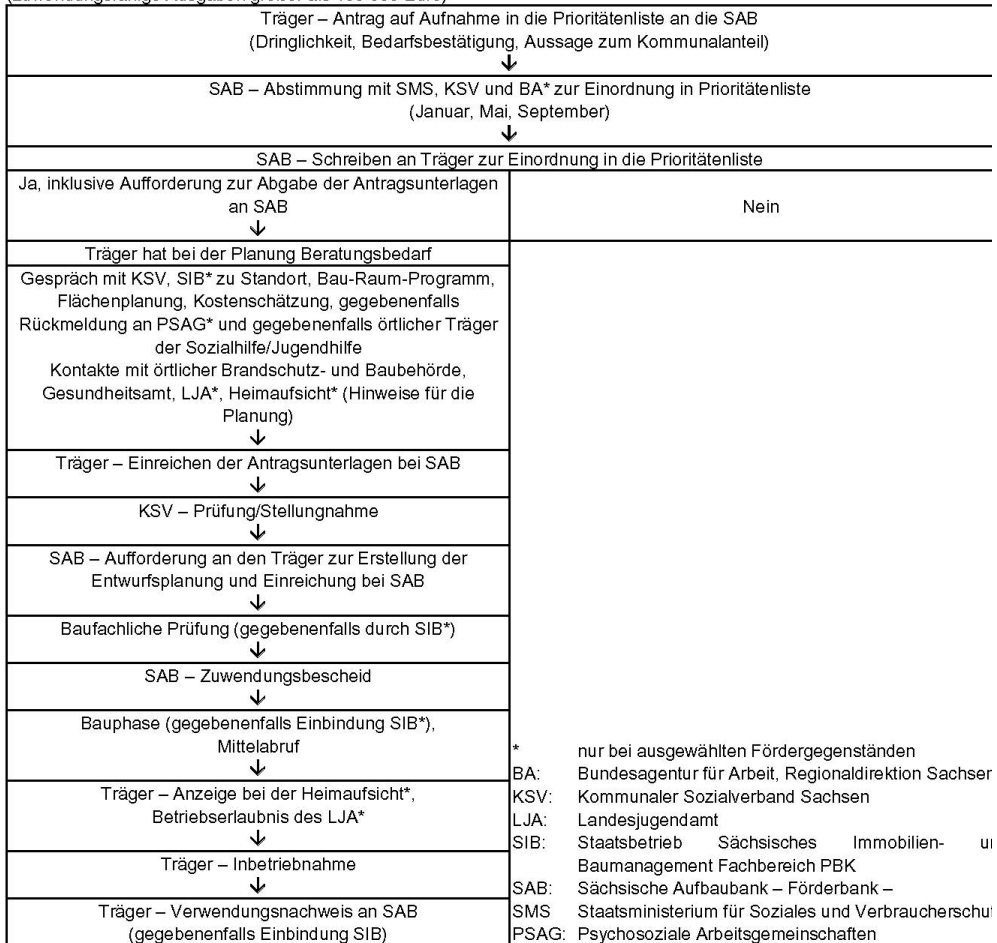 Träger – Antrag auf Aufnahme in die Prioritätenliste an die SAB
(Dringlichkeit, Bedarfsbestätigung, Aussage zum Kommunalanteil)
↓
SAB – Abstimmung mit SMS, KSV und BA* zur Einordnung in Prioritätenliste
(Januar, Mai, September)
↓
SAB – Schreiben an Träger zur Einordnung in die Prioritätenliste
Ja, inklusive Aufforderung zur Abgabe der Antragsunterlagen
an SAB
↓
Nein
Träger hat bei der Planung Beratungsbedarf
Gespräch mit KSV, SIB* zu Standort, Bau-Raum-Programm,
Flächenplanung, Kostenschätzung, gegebenenfalls
Rückmeldung an PSAG* und gegebenenfalls örtlicher Träger
der Sozialhilfe/Jugendhilfe
Kontakte mit örtlicher Brandschutz- und Baubehörde,
Gesundheitsamt, LJA*, Heimaufsicht* (Hinweise für die
Planung)
↓
Träger – Einreichen der Antragsunterlagen bei SAB
↓
KSV – Prüfung/Stellungnahme
↓
SAB – Aufforderung an den Träger zur Erstellung der
Entwurfsplanung und Einreichung bei SAB
↓
Baufachliche Prüfung (gegebenenfalls durch SIB*)
↓
SAB – Zuwendungsbescheid
↓
Bauphase (gegebenenfalls Einbindung SIB*),
Mittelabruf
↓
Träger – Anzeige bei der Heimaufsicht*,
Betriebserlaubnis des LJA*
↓
Träger – Inbetriebnahme
↓
Träger – Verwendungsnachweis an SAB
(gegebenenfalls Einbindung SIB)
* nur bei ausgewählten Fördergegenständen
BA: Bundesagentur für Arbeit, Regionaldirektion Sachsen
KSV: Kommunaler Sozialverband Sachsen
LJA: Landesjugendamt
SIB: Staatsbetrieb Sächsisches Immobilien-
Baumanagement Fachbereich PBK
SAB: Sächsische Aufbaubank – Förderbank –
SMS Staatsministerium für Soziales und Verbraucherschut
PSAG: Psychosoziale Arbeitsgemeinschaften